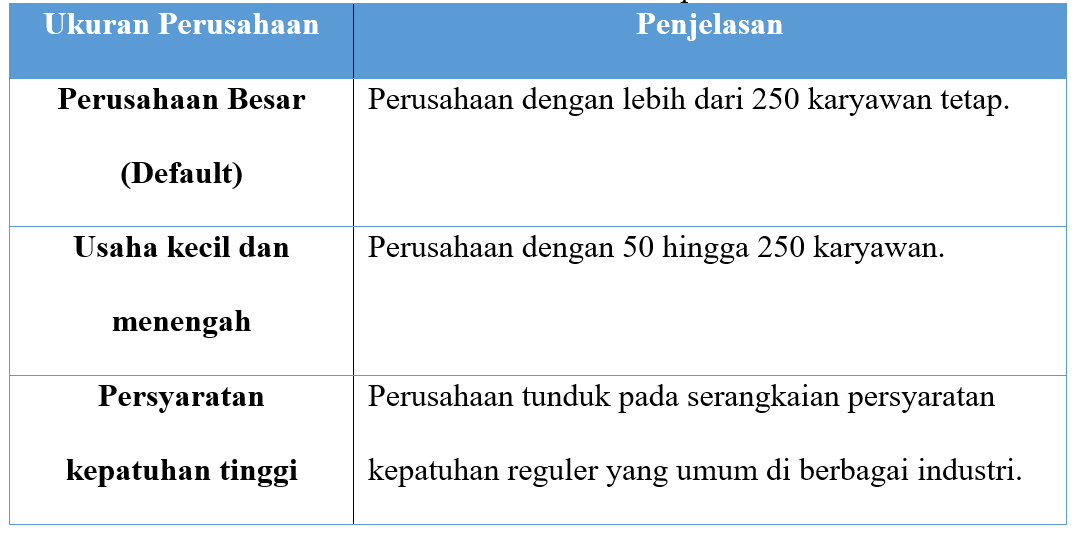 Ukuran Perusahaan Penjelasan
Perusahaan Besar Perusahaan dengan lebih dari 250 karyawan tetap.
(Default)
Usaha kecil dan Perusahaan dengan 50 hingga 250 karyawan.
menengah
Persyaratan Perusahaan tunduk pada serangkaian persyaratan
kepatuhan tinggi kepatuhan reguler yang umum di berbagai industri.